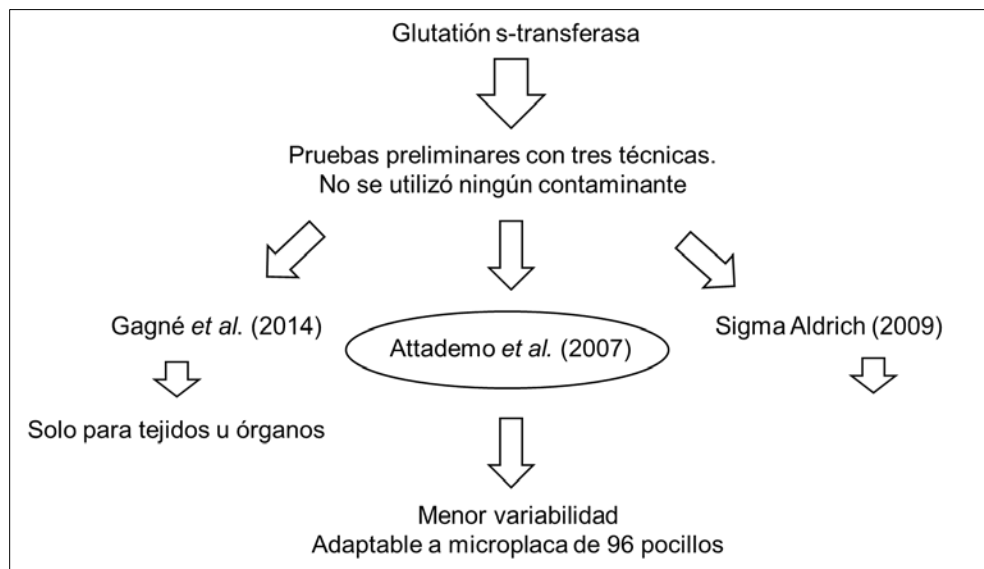 Glutatión s-transferasa
Pruebas preliminares con tres técnicas.
No se utilizó ningún contaminante
Gagné et al. (2014)
Attademo et al. (2007)
Sigma Aldrich (2009)
Solo para tejidos u órganos
Menor variabilidad
Adaptable a microplaca de 96 pocillos